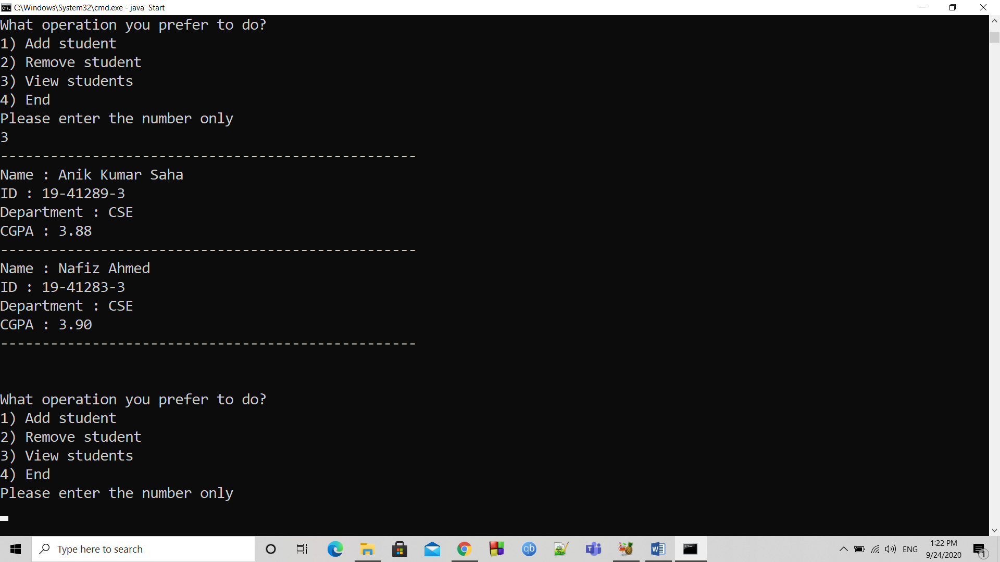 C:\Windows\System32\cmd.exe - java  Start
What operation you prefer to do?
1) Add student
2) Remove student
3) View students
4) End
Please enter the number only
3
--------------------------------------------------
Name : Anik Kumar Saha
ID : 19-41289-3
Department : CSE
CGPA : 3.88
--------------------------------------------------
Name : Nafiz Ahmed
ID : 19-41283-3
Department : CSE
CGPA : 3.90
--------------------------------------------------
What operation you prefer to do?
1) Add student
2) Remove student
3) View students
4) End
Please enter the number only
Type here to search
qb
ENG
1:22 PM
9/24/2020
1